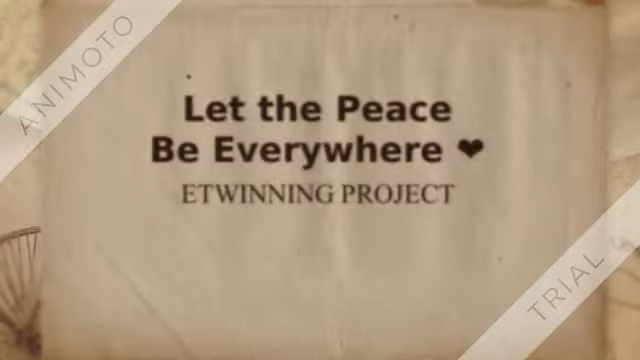 ANIMOTO
Let the Peace
Be Everywhere ❤
ETWINNING PROJECT
TRIAL